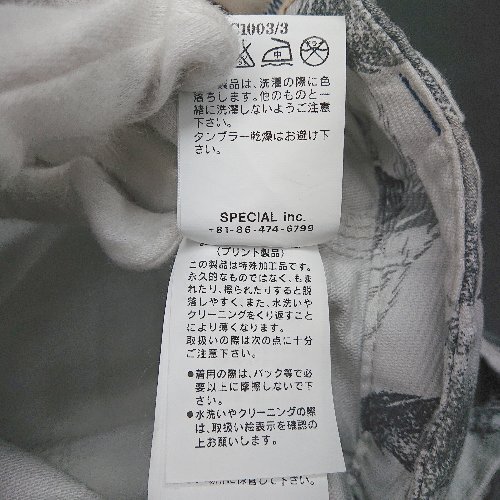 1003/3
製品は、洗濯の際に色
落ちします。他のものと一
緒に洗濯しないようご注意
下さい。
タンブラー乾燥はお避け下
さい。
SPECIAL inc.
+81-86-474-6799
(プリント製品)
この製品は特殊加工品です。
永久的なものではなく、もま
れたり、擦られたりすると脱
落しやすく、また、水洗いや
クリーニングをくり返すこと
により薄くなります。
取扱いの際は次の点に十分
ご注意下さい。
●着用の際は、バック等で必
要以上に摩擦しないで下
さい。
●水洗いやクリーニングの際
は、取扱い絵表示を確認の
上お願いします。
に保管して下さい。